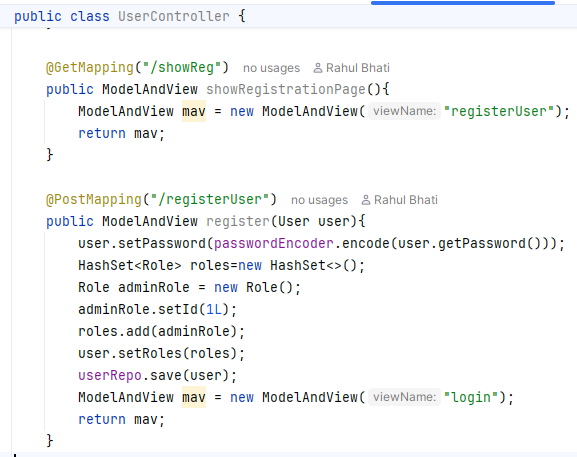 public class UserController {
}
@GetMapping("/showReg") no usages Rahul Bhati
public ModelAndView showRegistrationPage(){
ModelAndView mav = new ModelAndView( viewName: "registerUser");
return mav;
}
@PostMapping("/registerUser") no usages Rahul Bhati
public ModelAndView register(User user){
user.setPassword(passwordEncoder.encode(user.getPassword()));
HashSet<Role> roles=new HashSet<>();
Role adminRole = new Role();
adminRole.setId(1L);
roles.add(adminRole);
user.setRoles(roles);
userRepo.save(user);
ModelAndView mav = new ModelAndView( viewName: "login");
return mav;
}